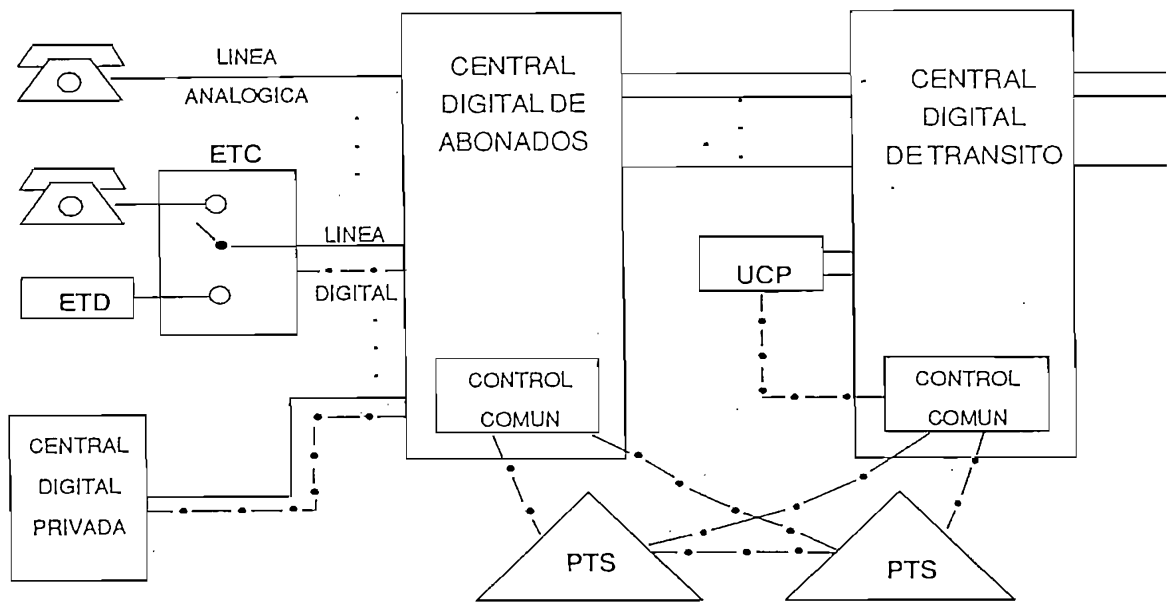 LINEA
ANALOGICA
ETC
LINEA
DIGITAL
ETD
CENTRAL
DIGITAL
PRIVADA
CENTRAL
DIGITAL DE
ABONADOS
CONTROL
COMUN
UCP
CENTRAL
DIGITAL
DE TRANSITO
CONTROL
COMUN
PTS
PTS